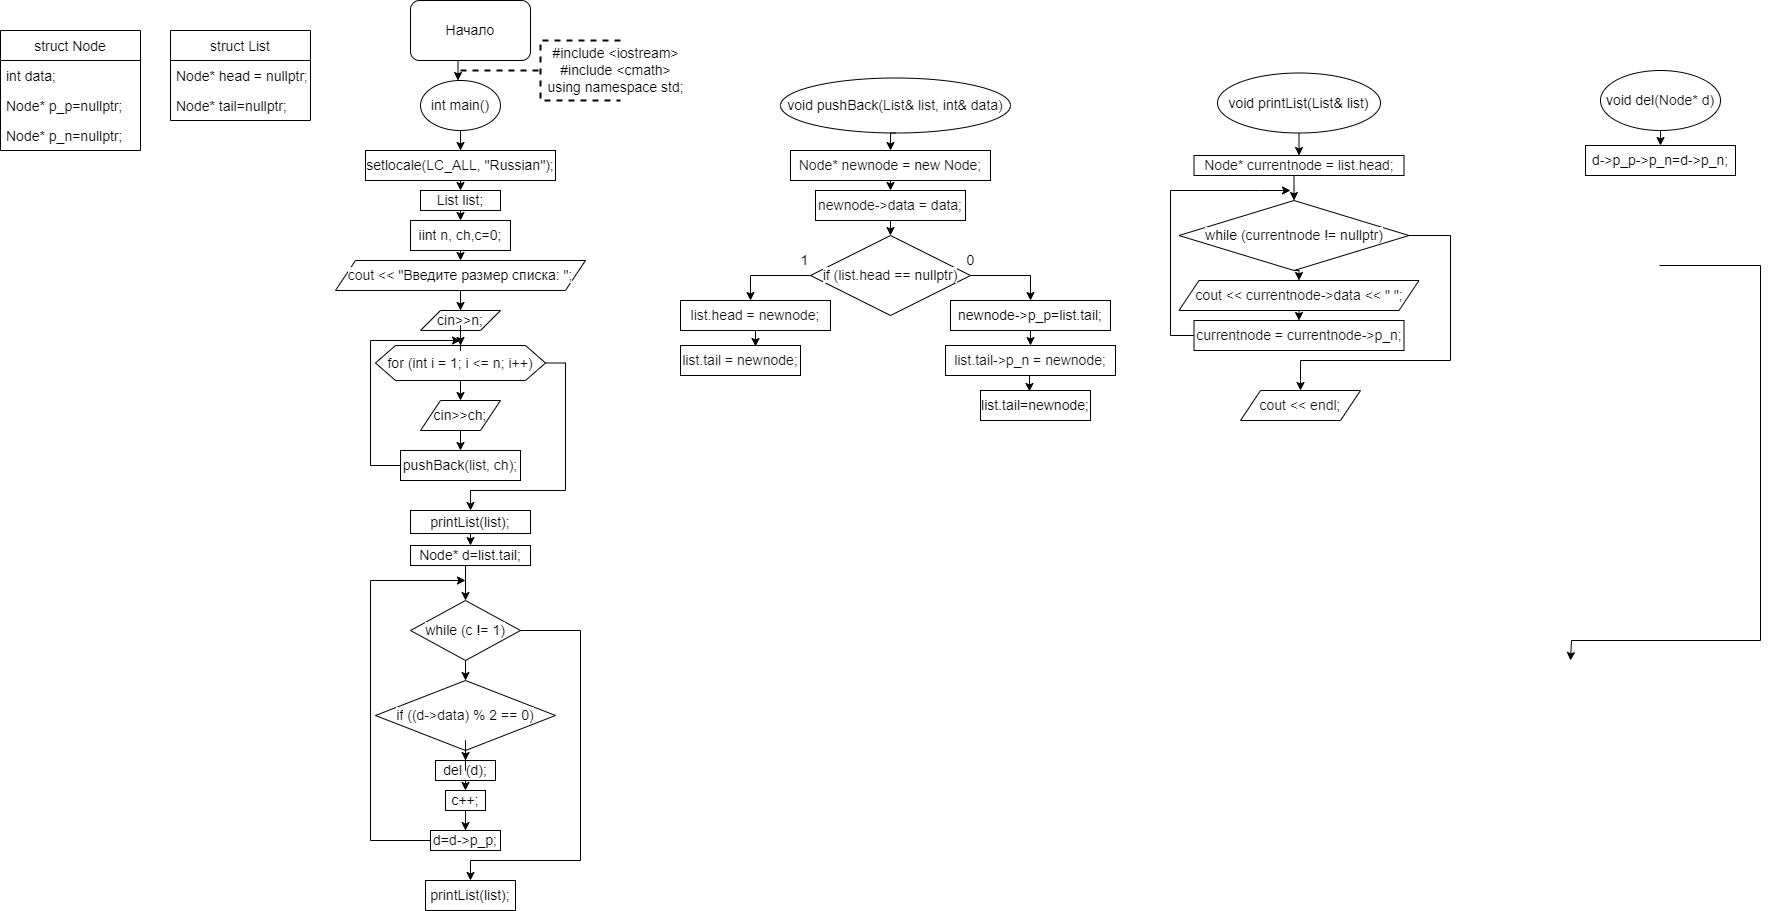 struct Node
int data;
Node* p_p=nullptr;
Node* p_n=nullptr;
struct List
Node* head = nullptr;
Node* tail=nullptr;
Начало
#include <iostream>
#include <cmath>
using namespace std;
int main()
setlocale(LC_ALL, "Russian");
List list;
iint n, ch,c=0;
cout << "Введите размер списка: ";
cin>>n;
for (int i = 1; i <= n; i++)
cin>>ch;
pushBack(list, ch);
printList(list);
Node* d=list.tail;
while (c != 1)
if ((d->data) % 2 == 0)
del (d);
c++;
d=d->p_p;
printList(list);
void pushBack(List& list, int& data)
Node* newnode = new Node;
newnode->data = data;
if (list.head == nullptr)
1
0
list.head = newnode;
list.tail = newnode;
newnode->p_p=list.tail;
list.tail->p_n = newnode;
list.tail=newnode;
void printList(List& list)
Node* currentnode = list.head;
while (currentnode != nullptr)
cout << currentnode->data << " ";
currentnode = currentnode->p_n;
cout << endl;
void del(Node* d)
d->p_p->p_n=d->p_n;